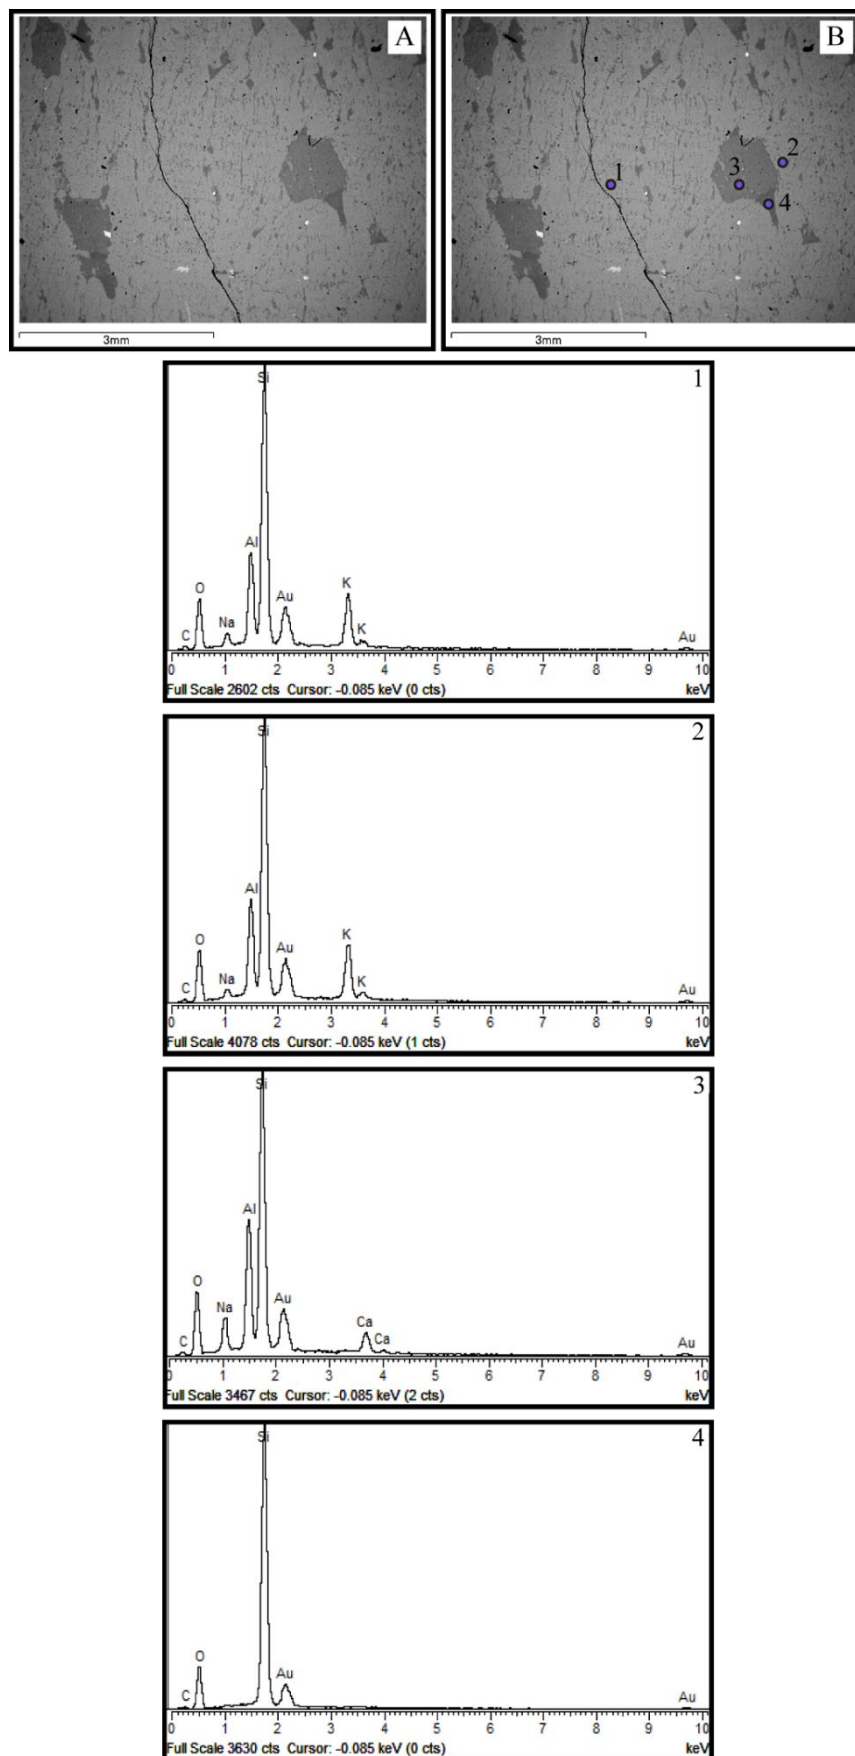 A
B
1
2
3
4
3mm
3mm
1
Si
Al
O
Au
K
Na
C
K
Au
0 1 2 3 4 5 6 7 8 9 10
Full Scale 2602 cts Cursor: -0.085 keV (0 cts) keV
2
Si
Al
O
Au
K
Na
C
K
Au
0 1 2 3 4 5 6 7 8 9 10
Full Scale 4078 cts Cursor: -0.085 keV (1 cts) keV
3
Si
Al
O
Na
Au
Ca
C
Ca
Au
0 1 2 3 4 5 6 7 8 9 10
Full Scale 3467 cts Cursor: -0.085 keV (2 cts) keV
4
Si
O
Au
C
Au
0 1 2 3 4 5 6 7 8 9 10
Full Scale 3630 cts Cursor: -0.085 keV (0 cts) keV